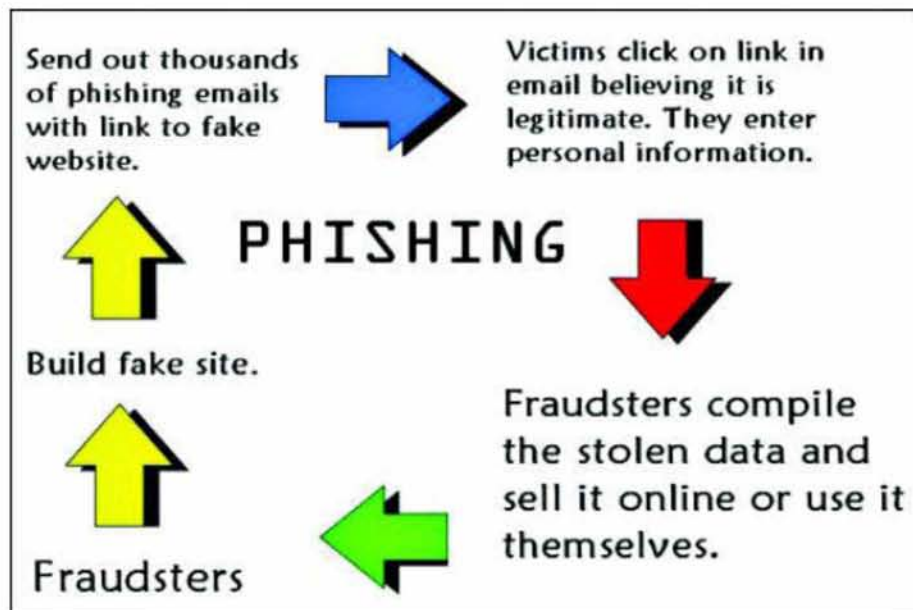 Send out thousands
of phishing emails
with link to fake
website.
Victims click on link in
email believing it is
legitimate. They enter
personal information.
PHISHING
Build fake site.
Fraudsters compile
the stolen data and
sell it online or use it
themselves.
Fraudsters